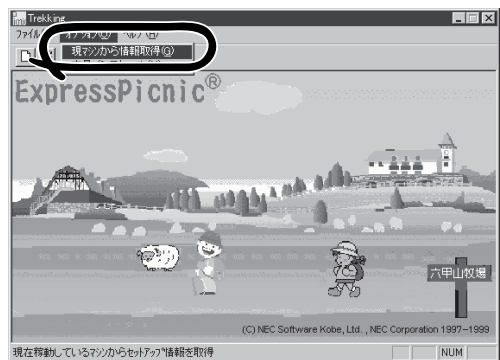 Trekking
ファイル オプション(O) ヘルプ(H)
現マシンから情報取得(G)
ExpressPicnic®
六甲山牧場
(C) NEC Software Kobe, Ltd. , NEC Corporation 1997-1999
現在稼動しているマシンからセットアップ情報を取得
NUM